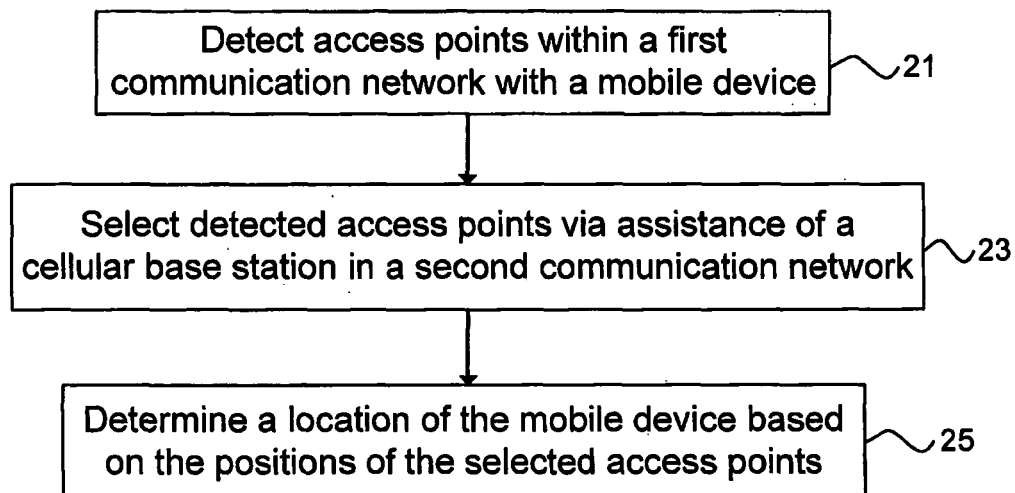 Detect access points within a first
communication network with a mobile device
21
Select detected access points via assistance of a
cellular base station in a second communication network
23
Determine a location of the mobile device based
on the positions of the selected access points
25